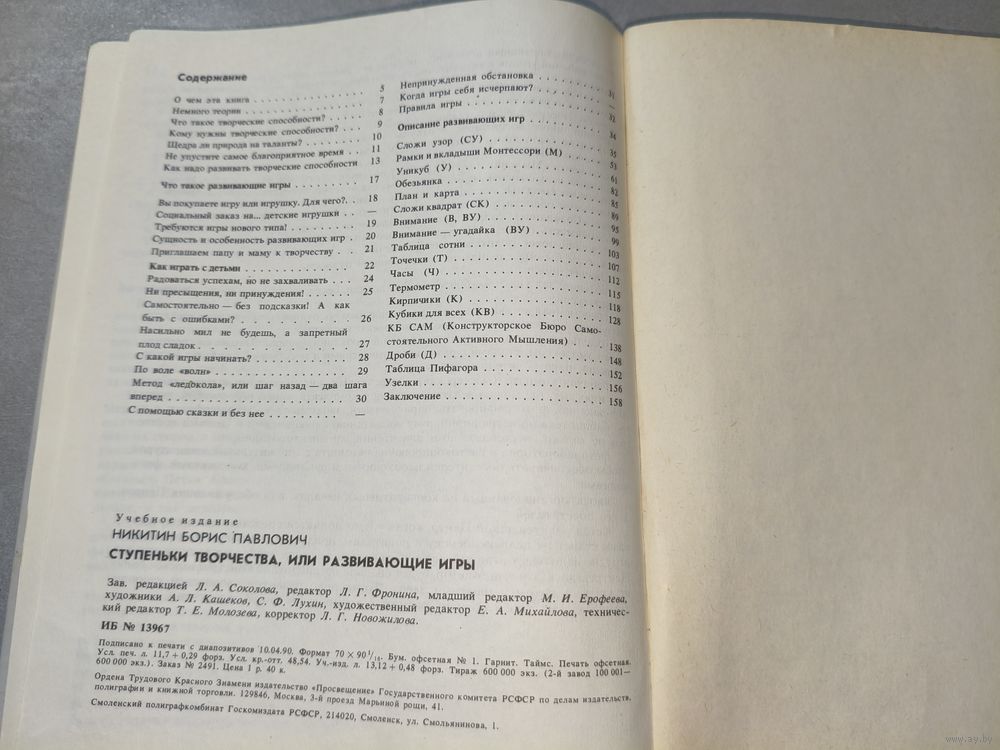 Содержание
О чем эта книга . . . . . . . . . . . . 5
Немного теории . . . . . . . . . . . . 7
Что такое творческие способности? . . . . 8
Кому нужны творческие способности? . . . 9
Щедра ли природа на таланты? . . . . . 10
Не упустите самое благоприятное время . . 11
Как надо развивать творческие способности 13
Что такое развивающие игры . . . . . . . . 17
Вы покупаете игру или игрушку. Для чего?. . 18
Социальный заказ на... детские игрушки . . —
Требуются игры нового типа! . . . . . . . 19
Сущность и особенность развивающих игр . 20
Приглашаем папу и маму к творчеству . . 21
Как играть с детьми . . . . . . . . . . . . 22
Радоваться успехам, но не захваливать . . . 24
Ни пресыщения, ни принуждения! . . . . . . 25
Самостоятельно — без подсказки! А как
быть с ошибками? . . . . . . . . . . 26
Насильно мил не будешь, а запретный
плод сладок . . . . . . . . . . . . . . 27
С какой игры начинать? . . . . . . . . . . 28
По воле «волн» . . . . . . . . . . . . . . 29
Метод «ледокола», или шаг назад — два шага
вперед . . . . . . . . . . . . . . . . . . 30
С помощью сказки и без нее . . . . . . . . . —
Непринужденная обстановка . . . . . . . . 31
Когда игры себя исчерпают? . . . . . . . . —
Правила игры . . . . . . . . . . . . . . 32
Описание развивающих игр . . . . . . . . . 34
Сложи узор (СУ) . . . . . . . . . . . . . 35
Рамки и вкладыши Монтессори (М) . . . . . 53
Уникуб (У) . . . . . . . . . . . . . . . 61
Обезьянка . . . . . . . . . . . . . . . . 82
План и карта . . . . . . . . . . . . . . 85
Сложи квадрат (СК) . . . . . . . . . . . . 89
Внимание (В, ВУ) . . . . . . . . . . . . . 95
Внимание — угадайка (ВУ) . . . . . . . . . 99
Таблица сотни . . . . . . . . . . . . . . 103
Точечки (Т) . . . . . . . . . . . . . . . 107
Часы (Ч) . . . . . . . . . . . . . . . . 112
Термометр . . . . . . . . . . . . . . . . 115
Кирпичики (К) . . . . . . . . . . . . . . 118
Кубики для всех (КВ) . . . . . . . . . . . 128
КБ САМ (Конструкторское Бюро Само-
стоятельного Активного Мышления) . . . 138
Дроби (Д) . . . . . . . . . . . . . . . . 148
Таблица Пифагора . . . . . . . . . . . . . 152
Узелки . . . . . . . . . . . . . . . . . . 156
Заключение . . . . . . . . . . . . . . . . 158
Учебное издание
НИКИТИН БОРИС ПАВЛОВИЧ
СТУПЕНЬКИ ТВОРЧЕСТВА, ИЛИ РАЗВИВАЮЩИЕ ИГРЫ
Зав. редакцией Л. А. Соколова, редактор Л. Г. Фронина, младший редактор М. И. Ерофеева,
художники А. Л. Кашеков, С. Ф. Лухин, художественный редактор Е. А. Михайлова, техничес-
кий редактор Т. Е. Молозева, корректор Л. Г. Новожилова.
ИБ № 13967
Подписано к печати с диапозитивов 10.04.90. Формат 70 × 90 1/16. Бум. офсетная № 1. Гарнит. Таймс. Печать офсетная.
Усл. печ. л. 11,7 + 0,29 форз. Усл. кр.-отт. 48,54. Уч.-изд. л. 13,12 + 0,48 форз. Тираж 600 000 экз. (2-й завод 100 001—
600 000 экз.). Заказ № 2491. Цена 1 р. 40 к.
Ордена Трудового Красного Знамени издательство «Просвещение» Государственного комитета РСФСР по делам издательств,
полиграфии и книжной торговли. 129846, Москва, 3-й проезд Марьиной рощи, 41.
Смоленский полиграфкомбинат Госкомиздата РСФСР, 214020, Смоленск, ул. Смольянинова, 1.
www.ay.by